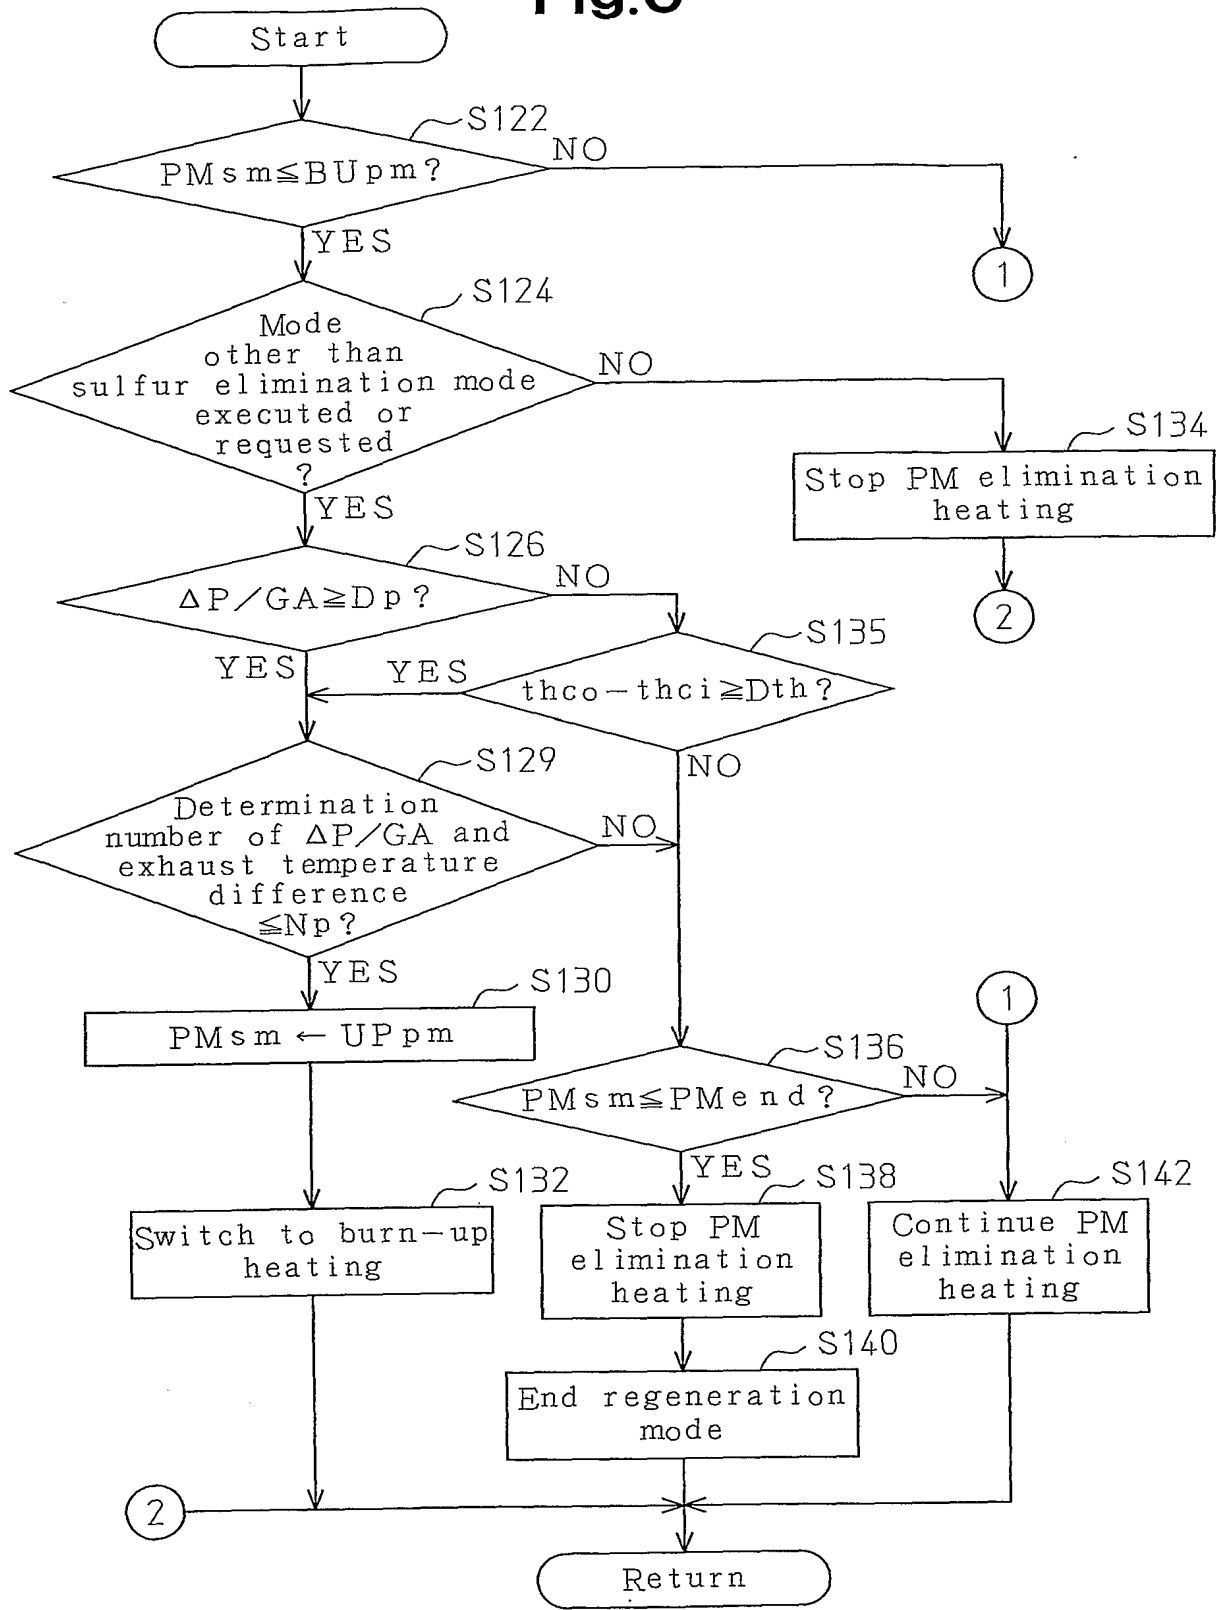 Start
S122
PMsm≦BUpm?
NO
YES
1
S124
Mode
other than
sulfur elimination mode
executed or
requested
?
NO
YES
S134
Stop PM elimination
heating
2
S126
ΔP/GA≧Dp?
NO
YES
S135
thco−thci≧Dth?
YES
NO
S129
Determination
number of ΔP/GA and
exhaust temperature
difference
≦Np?
NO
YES
S130
PMsm←UPpm
1
S136
PMsm≦PMend?
NO
YES
S132
Switch to burn-up
heating
S138
Stop PM
elimination
heating
S142
Continue PM
elimination
heating
S140
End regeneration
mode
2
Return